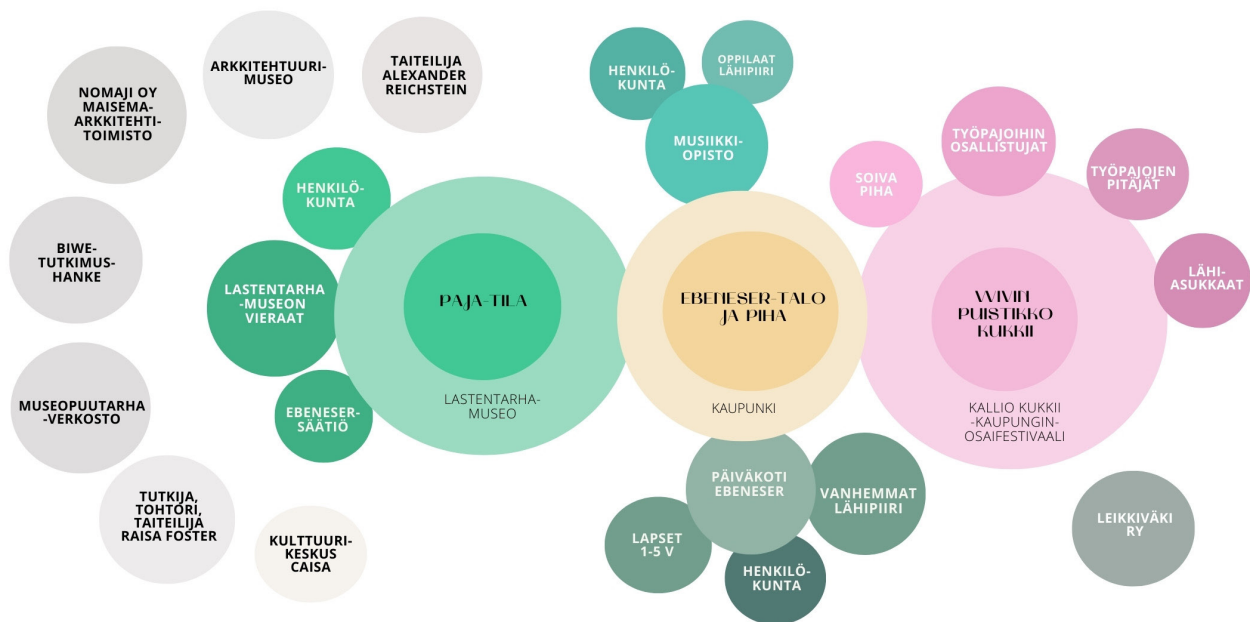 NOMAJI OY
MAISEMA-
ARKKITEHTI-
TOIMISTO
ARKKITEHTUURI-
MUSEO
TAITEILIJA
ALEXANDER
REICHSTEIN
BIWE-
TUTKIMUS-
HANKE
MUSEOPUUTARHA
-VERKOSTO
TUTKIJA,
TOHTORI,
TAITEILIJA
RAISA FOSTER
KULTTUURI-
KESKUS
CAISA
HENKILÖ-
KUNTA
LASTENTARHA
-MUSEON
VIERAAT
EBENESER-
SÄÄTIÖ
PAJA-TILA
LASTENTARHA-
MUSEO
HENKILÖ-
KUNTA
OPPILAAT
LÄHIPIIRI
MUSIIKKI-
OPISTO
EBENESER-TALO
JA PIHA
KAUPUNKI
PÄIVÄKOTI
EBENESER
VANHEMMAT
LÄHIPIIRI
LAPSET
1-5 V
HENKILÖ-
KUNTA
SOIVA
PIHA
TYÖPAJOIHIN
OSALLISTUJAT
TYÖPAJOJEN
PITÄJÄT
LÄHI-
ASUKKAAT
VVIVIN
PUISTIKKO
KUKKII
KALLIO KUKKII
-KAUPUNGIN-
OSAIFESTIVAALI
LEIKKIVÄKI
RY